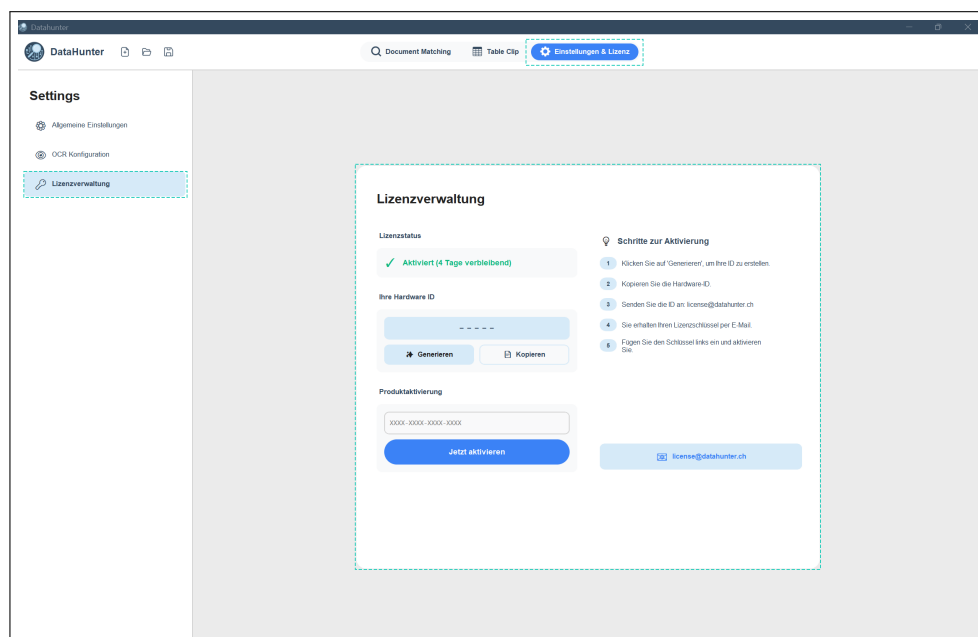 Datahunter
DataHunter
Document Matching
Table Clip
Einstellungen & Lizenz
Settings
Allgemeine Einstellungen
OCR Konfiguration
Lizenzverwaltung
Lizenzverwaltung
Lizenzstatus
Aktiviert (4 Tage verbleibend)
Ihre Hardware ID
-----
Generieren
Kopieren
Produktaktivierung
XXXX-XXXX-XXXX-XXXX
Jetzt aktivieren
Schritte zur Aktivierung
1 Klicken Sie auf 'Generieren', um Ihre ID zu erstellen.
2 Kopieren Sie die Hardware-ID.
3 Senden Sie die ID an: license@datahunter.ch
4 Sie erhalten Ihren Lizenzschlüssel per E-Mail.
5 Fügen Sie den Schlüssel links ein und aktivieren
Sie.
license@datahunter.ch